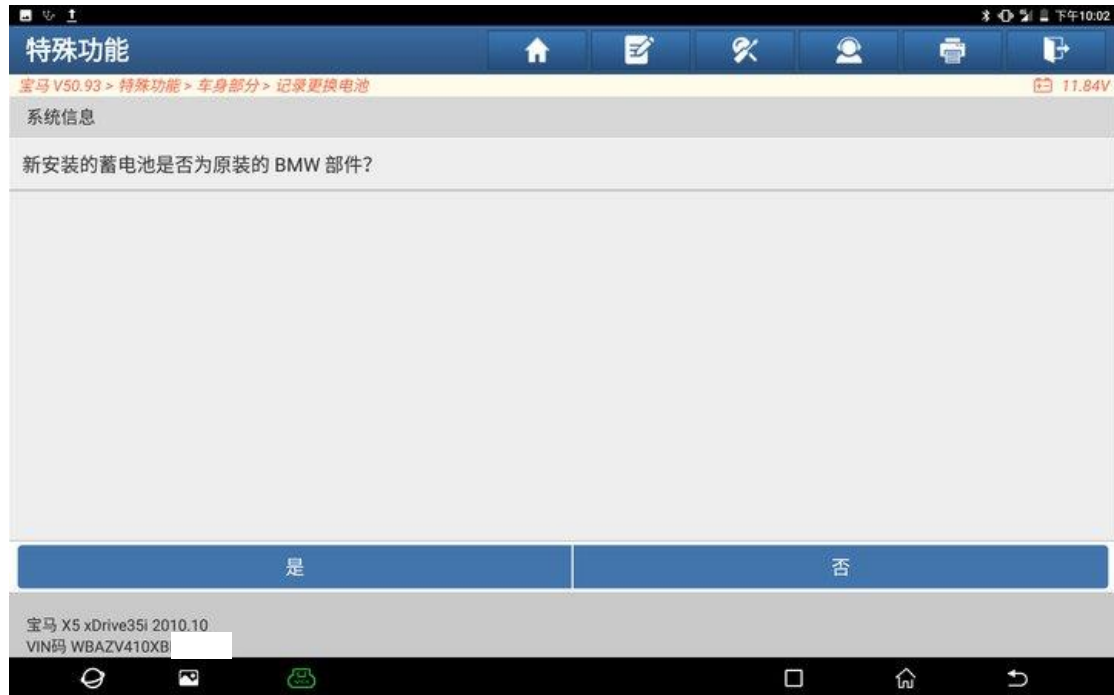 下午10:02
特殊功能
宝马 V50.93 > 特殊功能 > 车身部分 > 记录更换电池
11.84V
系统信息
新安装的蓄电池是否为原装的 BMW 部件?
是
否
宝马 X5 xDrive35i 2010.10
VIN码 WBAZV410XB